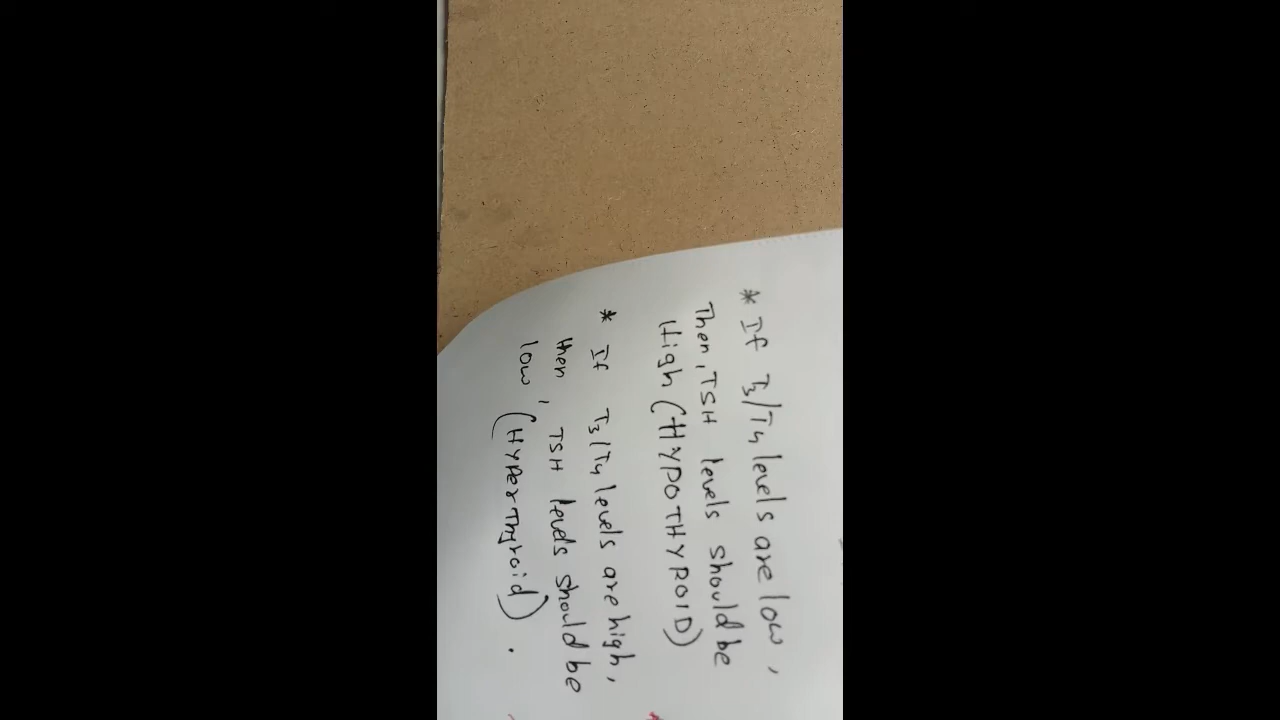 * If T3/T4 levels are low,
Then, TSH levels should be
High (HYPOTHYROID)
* If T3/T4 levels are high,
then, TSH levels should be
low, (HyperThyroid).